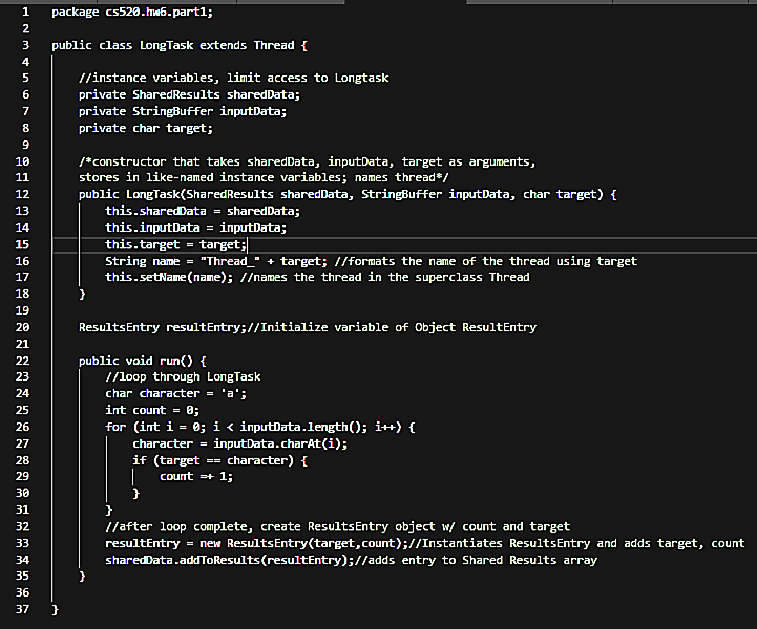 1 package cs520.hw6.part1;
2
3 public class LongTask extends Thread {
4
5 //instance variables, limit access to Longtask
6 private SharedResults sharedData;
7 private StringBuffer inputData;
8 private char target;
9
10 /*constructor that takes sharedData, inputData, target as arguments,
11 stores in like-named instance variables; names thread*/
12 public LongTask(SharedResults sharedData, StringBuffer inputData, char target) {
13 this.sharedData = sharedData;
14 this.inputData = inputData;
15 this.target = target;
16 String name = "Thread_" + target; //formats the name of the thread using target
17 this.setName(name); //names the thread in the superclass Thread
18 }
19
20 ResultsEntry resultEntry;//Initialize variable of Object ResultEntry
21
22 public void run() {
23 //loop through LongTask
24 char character = 'a';
25 int count = 0;
26 for (int i = 0; i < inputData.length(); i++) {
27 character = inputData.charAt(i);
28 if (target == character) {
29 count =+ 1;
30 }
31 }
32 //after loop complete, create ResultsEntry object w/ count and target
33 resultEntry = new ResultsEntry(target,count);//Instantiates ResultsEntry and adds target, count
34 sharedData.addToResults(resultEntry);//adds entry to Shared Results array
35 }
36
37 }